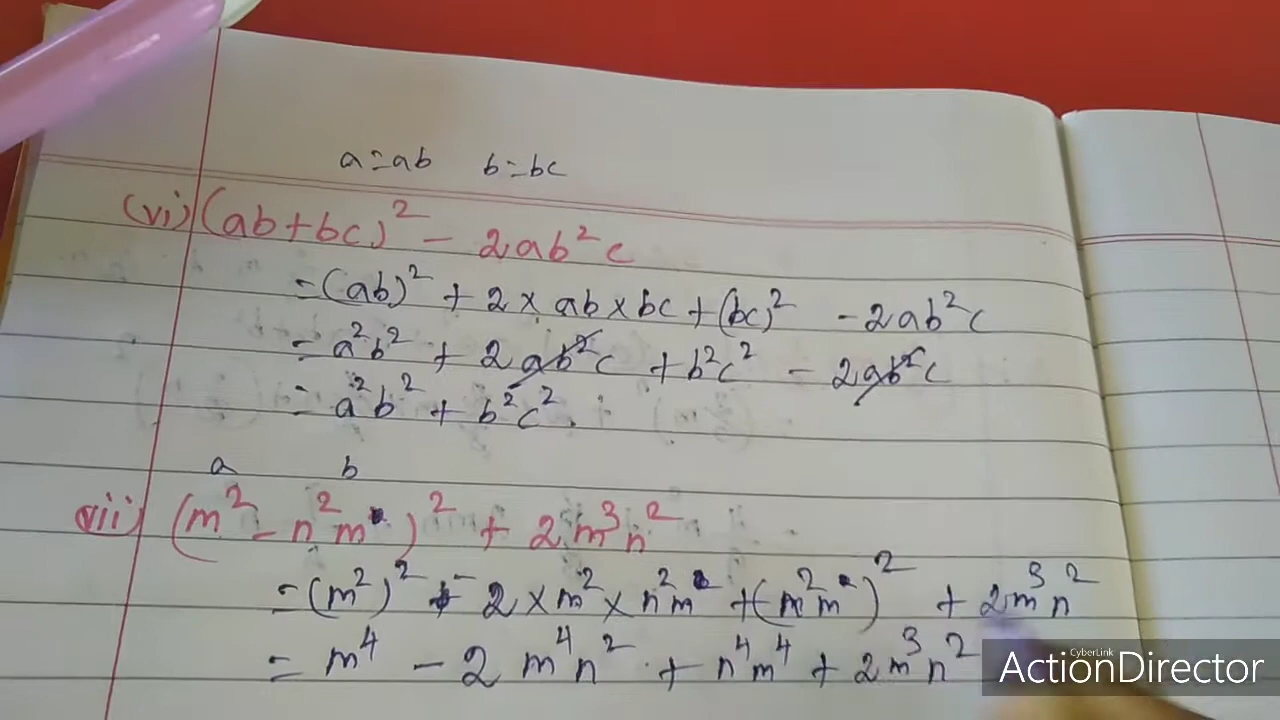 a=ab b=bc
(vi) (ab+bc)² - 2ab²c
=(ab)² + 2×ab×bc+(bc)² -2ab²c
= a²b² + 2ab²c + b²c² - 2ab²c
= a²b² + b²c².
a b
vii) (m² - n²m)² + 2m³n²
=(m²)² - 2×m²×n²m +(m²m)² + 2m³n²
= m⁴ - 2m⁴n² + n⁴m⁴ + 2m³n²
CyberLink
ActionDirector